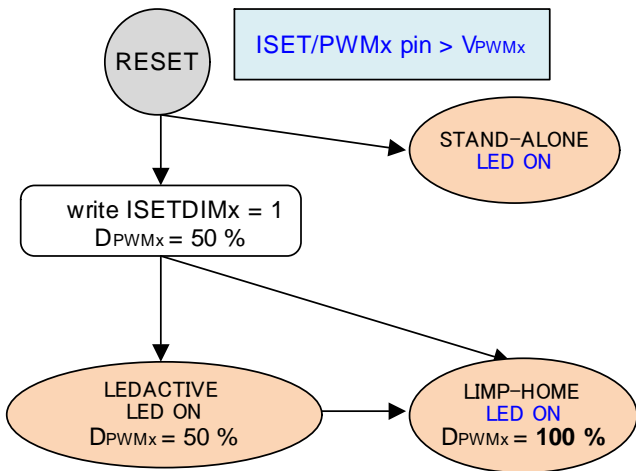 RESET
ISET/PWMx pin > VPWMx
STAND-ALONE
LED ON
write ISETDIMx = 1
DPWMx = 50 %
LEDACTIVE
LED ON
DPWMx = 50 %
LIMP-HOME
LED ON
DPWMx = 100 %